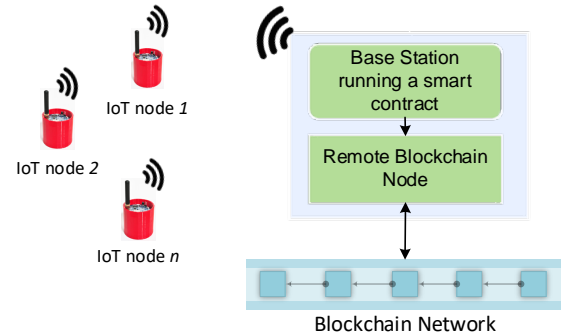 IoT node 1
IoT node 2
IoT node n
Base Station
running a smart
contract
Remote Blockchain
Node
Blockchain Network